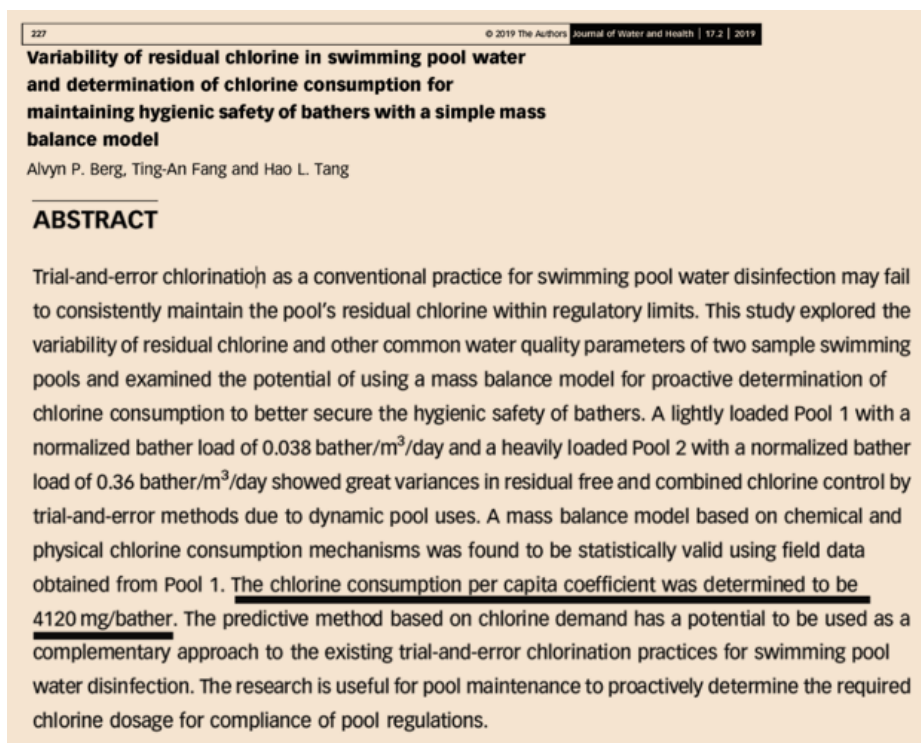 227
© 2019 The Authors Journal of Water and Health | 17.2 | 2019
Variability of residual chlorine in swimming pool water
and determination of chlorine consumption for
maintaining hygienic safety of bathers with a simple mass
balance model
Alvyn P. Berg, Ting-An Fang and Hao L. Tang
ABSTRACT
Trial-and-error chlorination as a conventional practice for swimming pool water disinfection may fail
to consistently maintain the pool's residual chlorine within regulatory limits. This study explored the
variability of residual chlorine and other common water quality parameters of two sample swimming
pools and examined the potential of using a mass balance model for proactive determination of
chlorine consumption to better secure the hygienic safety of bathers. A lightly loaded Pool 1 with a
normalized bather load of 0.038 bather/m³/day and a heavily loaded Pool 2 with a normalized bather
load of 0.36 bather/m³/day showed great variances in residual free and combined chlorine control by
trial-and-error methods due to dynamic pool uses. A mass balance model based on chemical and
physical chlorine consumption mechanisms was found to be statistically valid using field data
obtained from Pool 1. The chlorine consumption per capita coefficient was determined to be
4120 mg/bather. The predictive method based on chlorine demand has a potential to be used as a
complementary approach to the existing trial-and-error chlorination practices for swimming pool
water disinfection. The research is useful for pool maintenance to proactively determine the required
chlorine dosage for compliance of pool regulations.